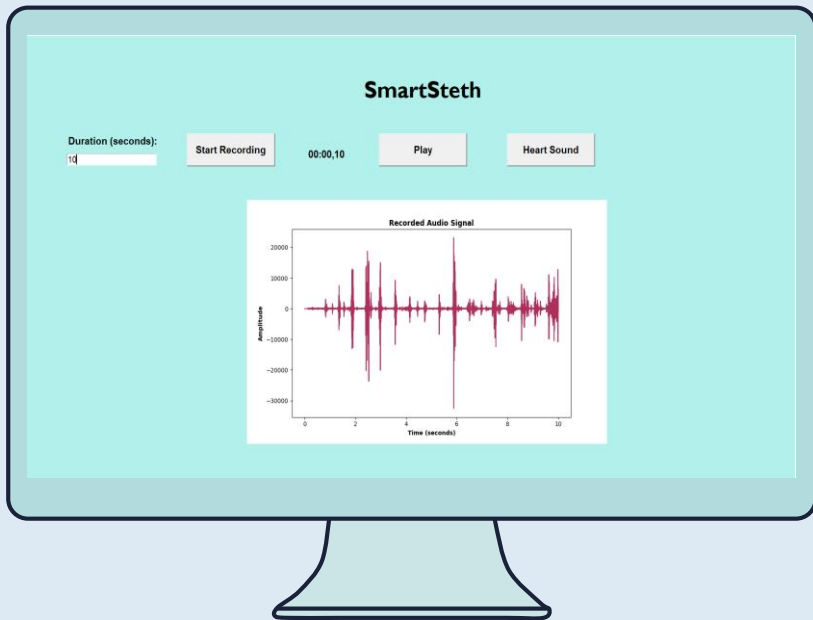 SmartSteth
Duration (seconds):
10
Start Recording
00:00,10
Play
Heart Sound
Recorded Audio Signal
Amplitude
20000
10000
0
−10000
−20000
−30000
0 2 4 6 8 10
Time (seconds)